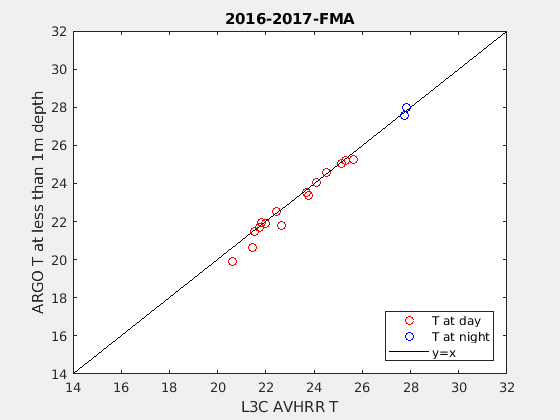 2016-2017-FMA
ARGO T at less than 1m depth
32
30
28
26
24
22
20
18
16
14
14 16 18 20 22 24 26 28 30 32
L3C AVHRR T
T at day
T at night
y=x